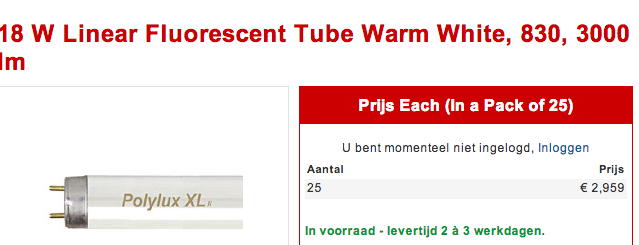 18 W Linear Fluorescent Tube Warm White, 830, 3000
lm
Prijs Each (In a Pack of 25)
U bent momenteel niet ingelogd, Inloggen
Aantal Prijs
25 € 2,959
Polylux XL R
In voorraad - levertijd 2 à 3 werkdagen.